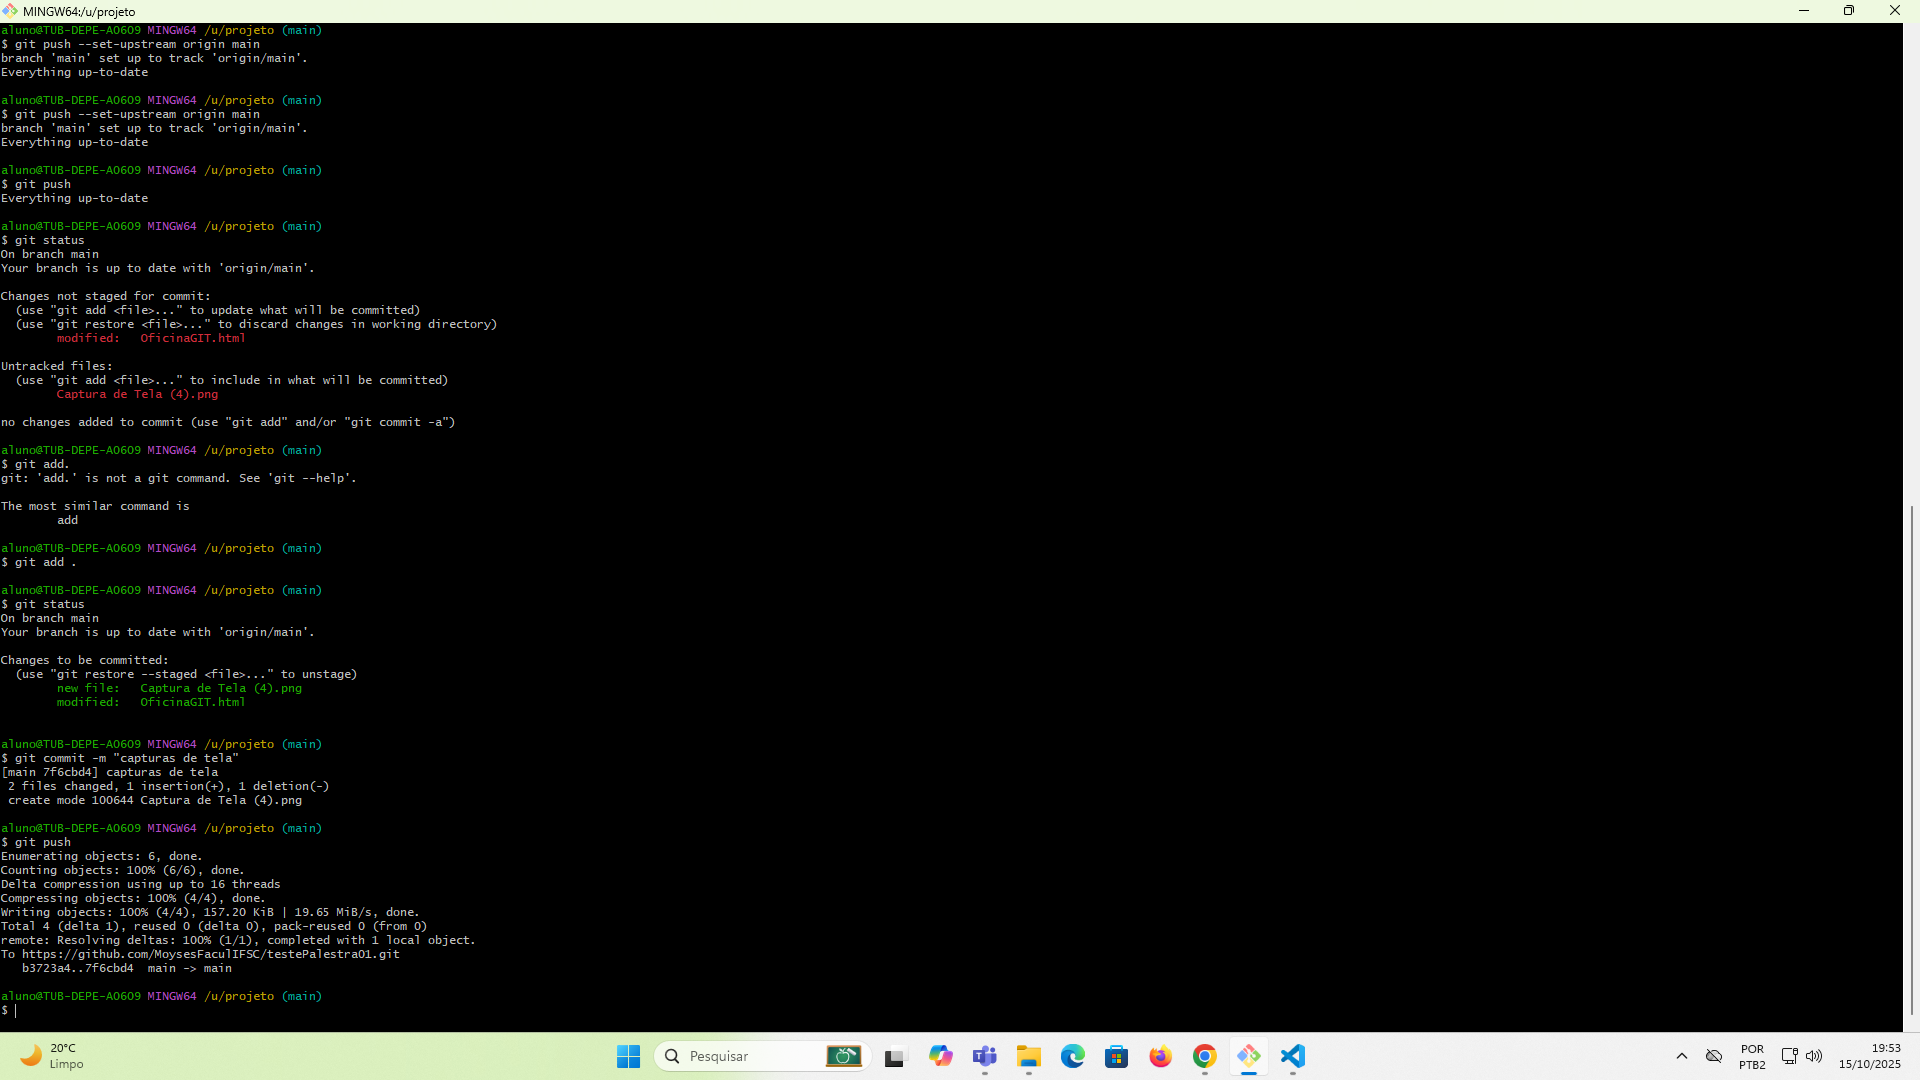 MINGW64:/u/projeto
aluno@TUB-DEPE-A0609 MINGW64 /u/projeto (main)
$ git push --set-upstream origin main
branch 'main' set up to track 'origin/main'.
Everything up-to-date
aluno@TUB-DEPE-A0609 MINGW64 /u/projeto (main)
$ git push --set-upstream origin main
branch 'main' set up to track 'origin/main'.
Everything up-to-date
aluno@TUB-DEPE-A0609 MINGW64 /u/projeto (main)
$ git push
Everything up-to-date
aluno@TUB-DEPE-A0609 MINGW64 /u/projeto (main)
$ git status
On branch main
Your branch is up to date with 'origin/main'.
Changes not staged for commit:
  (use "git add <file>..." to update what will be committed)
  (use "git restore <file>..." to discard changes in working directory)
        modified:   OficinaGIT.html
Untracked files:
  (use "git add <file>..." to include in what will be committed)
        Captura de Tela (4).png
no changes added to commit (use "git add" and/or "git commit -a")
aluno@TUB-DEPE-A0609 MINGW64 /u/projeto (main)
$ git add.
git: 'add.' is not a git command. See 'git --help'.
The most similar command is
        add
aluno@TUB-DEPE-A0609 MINGW64 /u/projeto (main)
$ git add .
aluno@TUB-DEPE-A0609 MINGW64 /u/projeto (main)
$ git status
On branch main
Your branch is up to date with 'origin/main'.
Changes to be committed:
  (use "git restore --staged <file>..." to unstage)
        new file:   Captura de Tela (4).png
        modified:   OficinaGIT.html
aluno@TUB-DEPE-A0609 MINGW64 /u/projeto (main)
$ git commit -m "capturas de tela"
[main 7f6cbd4] capturas de tela
 2 files changed, 1 insertion(+), 1 deletion(-)
 create mode 100644 Captura de Tela (4).png
aluno@TUB-DEPE-A0609 MINGW64 /u/projeto (main)
$ git push
Enumerating objects: 6, done.
Counting objects: 100% (6/6), done.
Delta compression using up to 16 threads
Compressing objects: 100% (4/4), done.
Writing objects: 100% (4/4), 157.20 KiB | 19.65 MiB/s, done.
Total 4 (delta 1), reused 0 (delta 0), pack-reused 0 (from 0)
remote: Resolving deltas: 100% (1/1), completed with 1 local object.
To https://github.com/MoysesFaculIFSC/testePalestra01.git
   b3723a4..7f6cbd4  main -> main
aluno@TUB-DEPE-A0609 MINGW64 /u/projeto (main)
$
20°C
Limpo
Pesquisar
POR
PTB2
19:53
15/10/2025